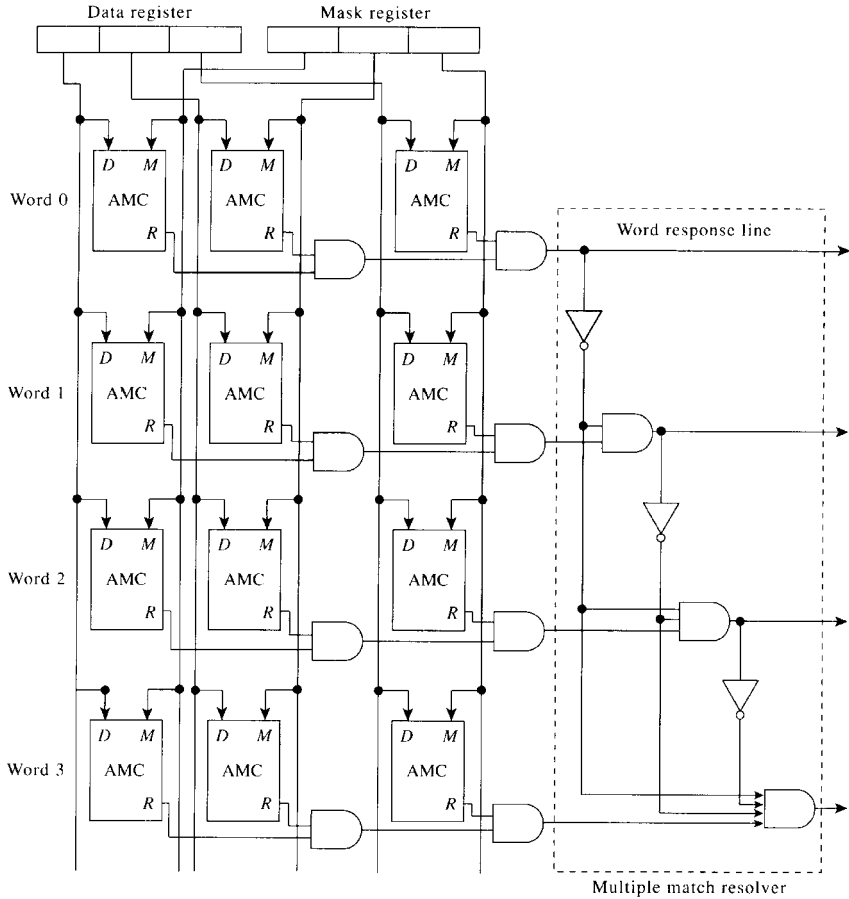 Data register
Mask register
D M D M D M
Word 0
AMC AMC AMC
R R R
Word response line
D M D M D M
Word 1
AMC AMC AMC
R R R
D M D M D M
Word 2
AMC AMC AMC
R R R
D M D M D M
Word 3
AMC AMC AMC
R R R
Multiple match resolver